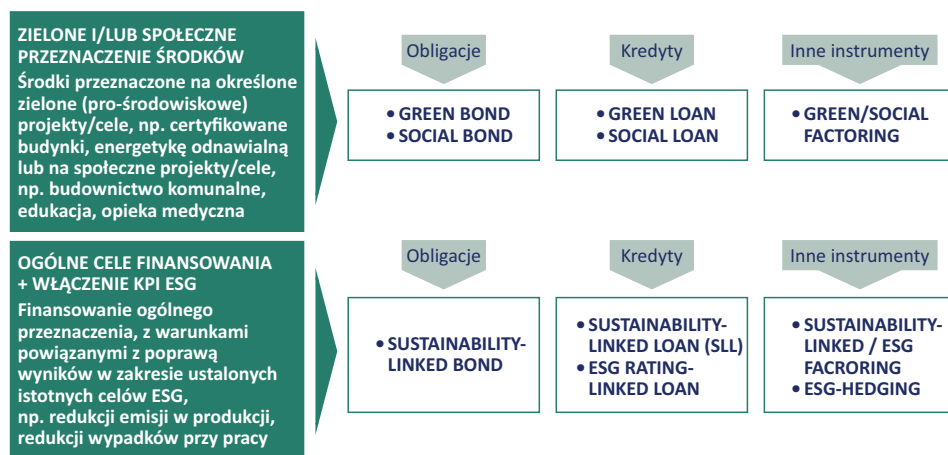 ZIELONE I/LUB SPOŁECZNE
PRZEZNACZENIE ŚRODKÓW
Środki przeznaczone na określone
zielone (pro-środowiskowe)
projekty/cele, np. certyfikowane
budynki, energetykę odnawialną
lub na społeczne projekty/cele,
np. budownictwo komunalne,
edukacja, opieka medyczna
Obligacje
• GREEN BOND
• SOCIAL BOND
Kredyty
• GREEN LOAN
• SOCIAL LOAN
Inne instrumenty
• GREEN/SOCIAL
FACTORING
OGÓLNE CELE FINANSOWANIA
+ WŁĄCZENIE KPI ESG
Finansowanie ogólnego
przeznaczenia, z warunkami
powiązanymi z poprawą
wyników w zakresie ustalonych
istotnych celów ESG,
np. redukcji emisji w produkcji,
redukcji wypadków przy pracy
Obligacje
• SUSTAINABILITY-
LINKED BOND
Kredyty
• SUSTAINABILITY-
LINKED LOAN (SLL)
• ESG RATING-
LINKED LOAN
Inne instrumenty
• SUSTAINABILITY-
LINKED / ESG
FACRORING
• ESG-HEDGING